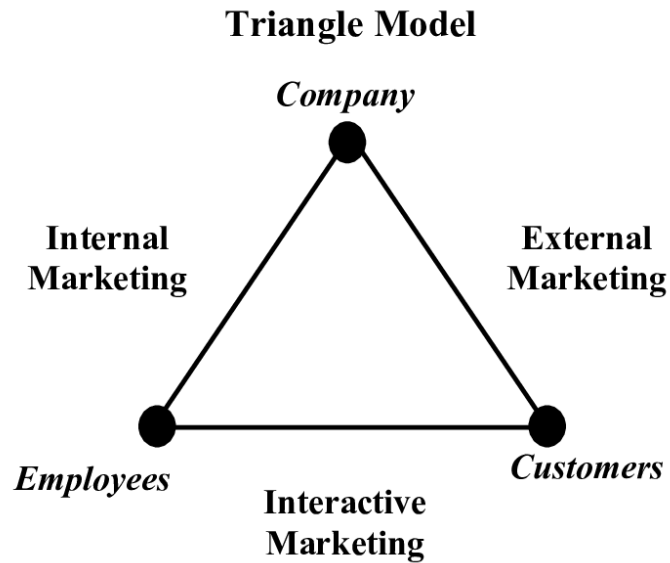 Triangle Model
Company
Internal
Marketing
External
Marketing
Employees
Customers
Interactive
Marketing